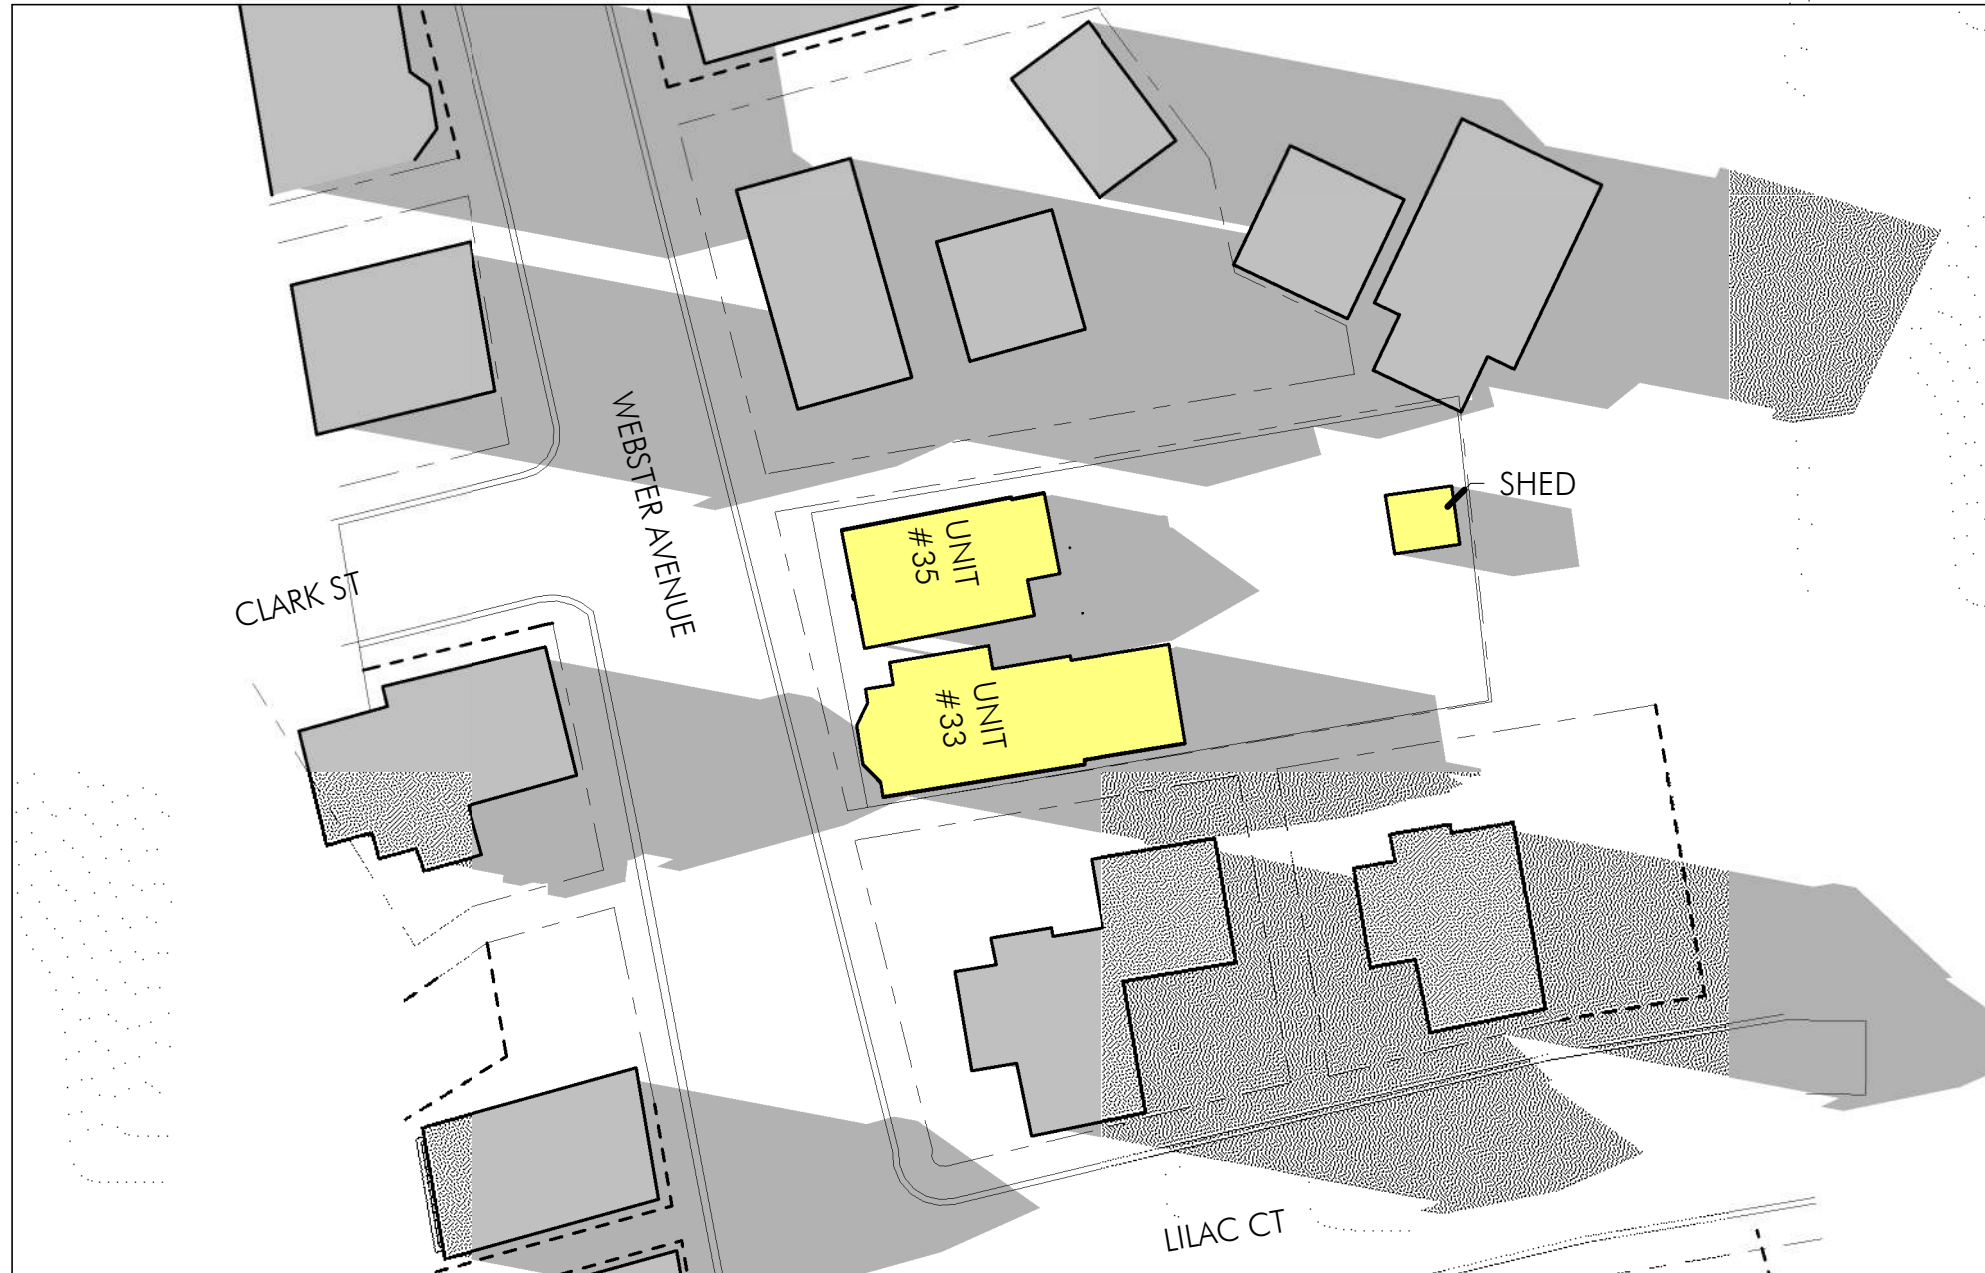 WEBSTER AVENUE
SHED
UNIT
#35
CLARK ST
UNIT
#33
LILAC CT